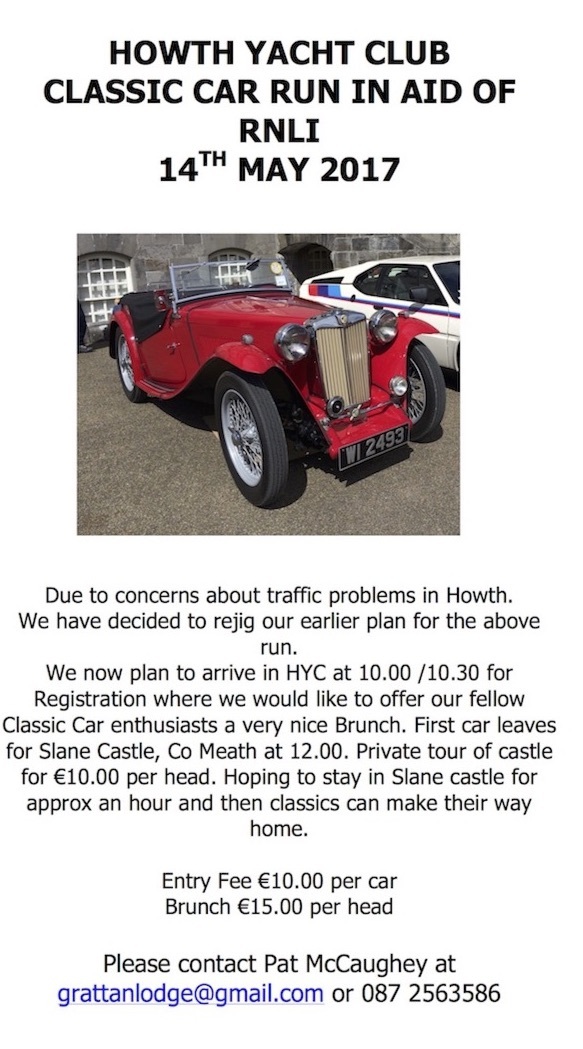 HOWTH YACHT CLUB
CLASSIC CAR RUN IN AID OF
RNLI
14TH MAY 2017
WI 2493
Due to concerns about traffic problems in Howth.
We have decided to rejig our earlier plan for the above
run.
We now plan to arrive in HYC at 10.00 /10.30 for
Registration where we would like to offer our fellow
Classic Car enthusiasts a very nice Brunch. First car leaves
for Slane Castle, Co Meath at 12.00. Private tour of castle
for €10.00 per head. Hoping to stay in Slane castle for
approx an hour and then classics can make their way
home.
Entry Fee €10.00 per car
Brunch €15.00 per head
Please contact Pat McCaughey at
grattanlodge@gmail.com or 087 2563586